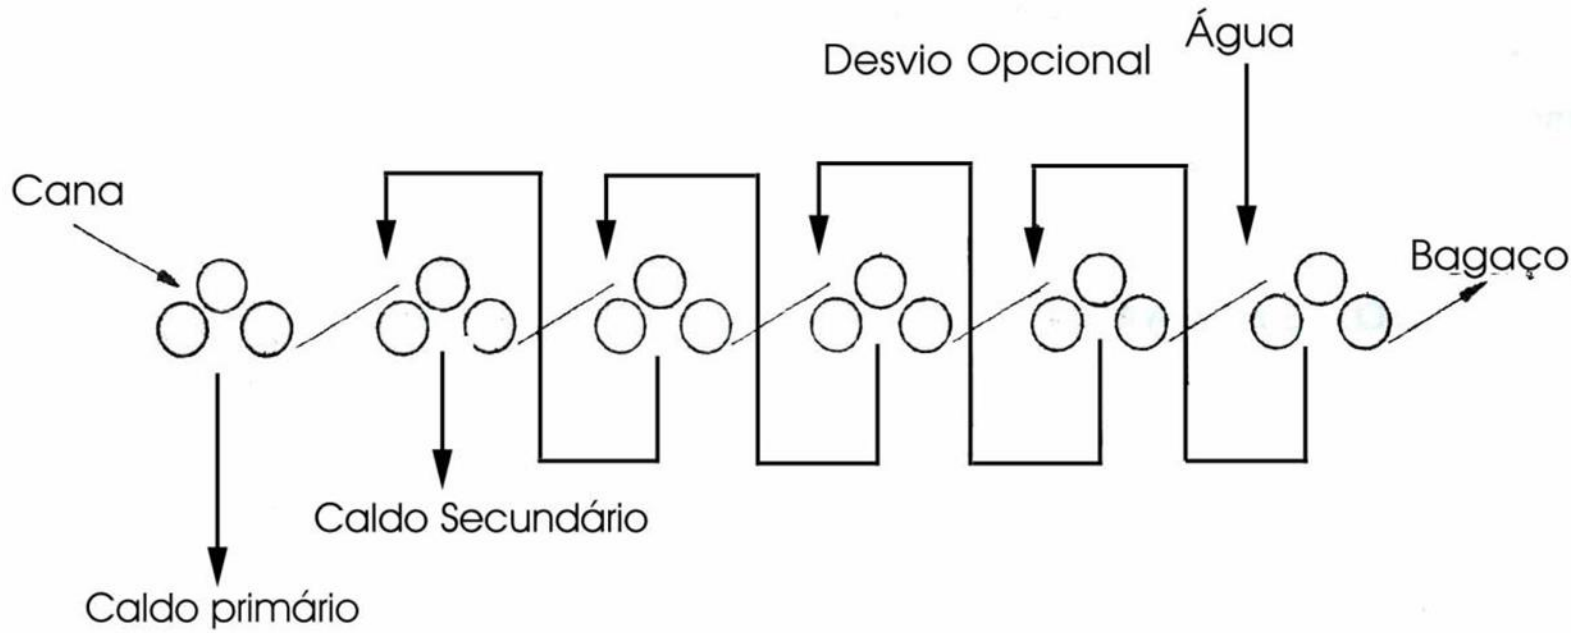 Água
Desvio Opcional
Cana
Bagaço
Caldo Secundário
Caldo primário